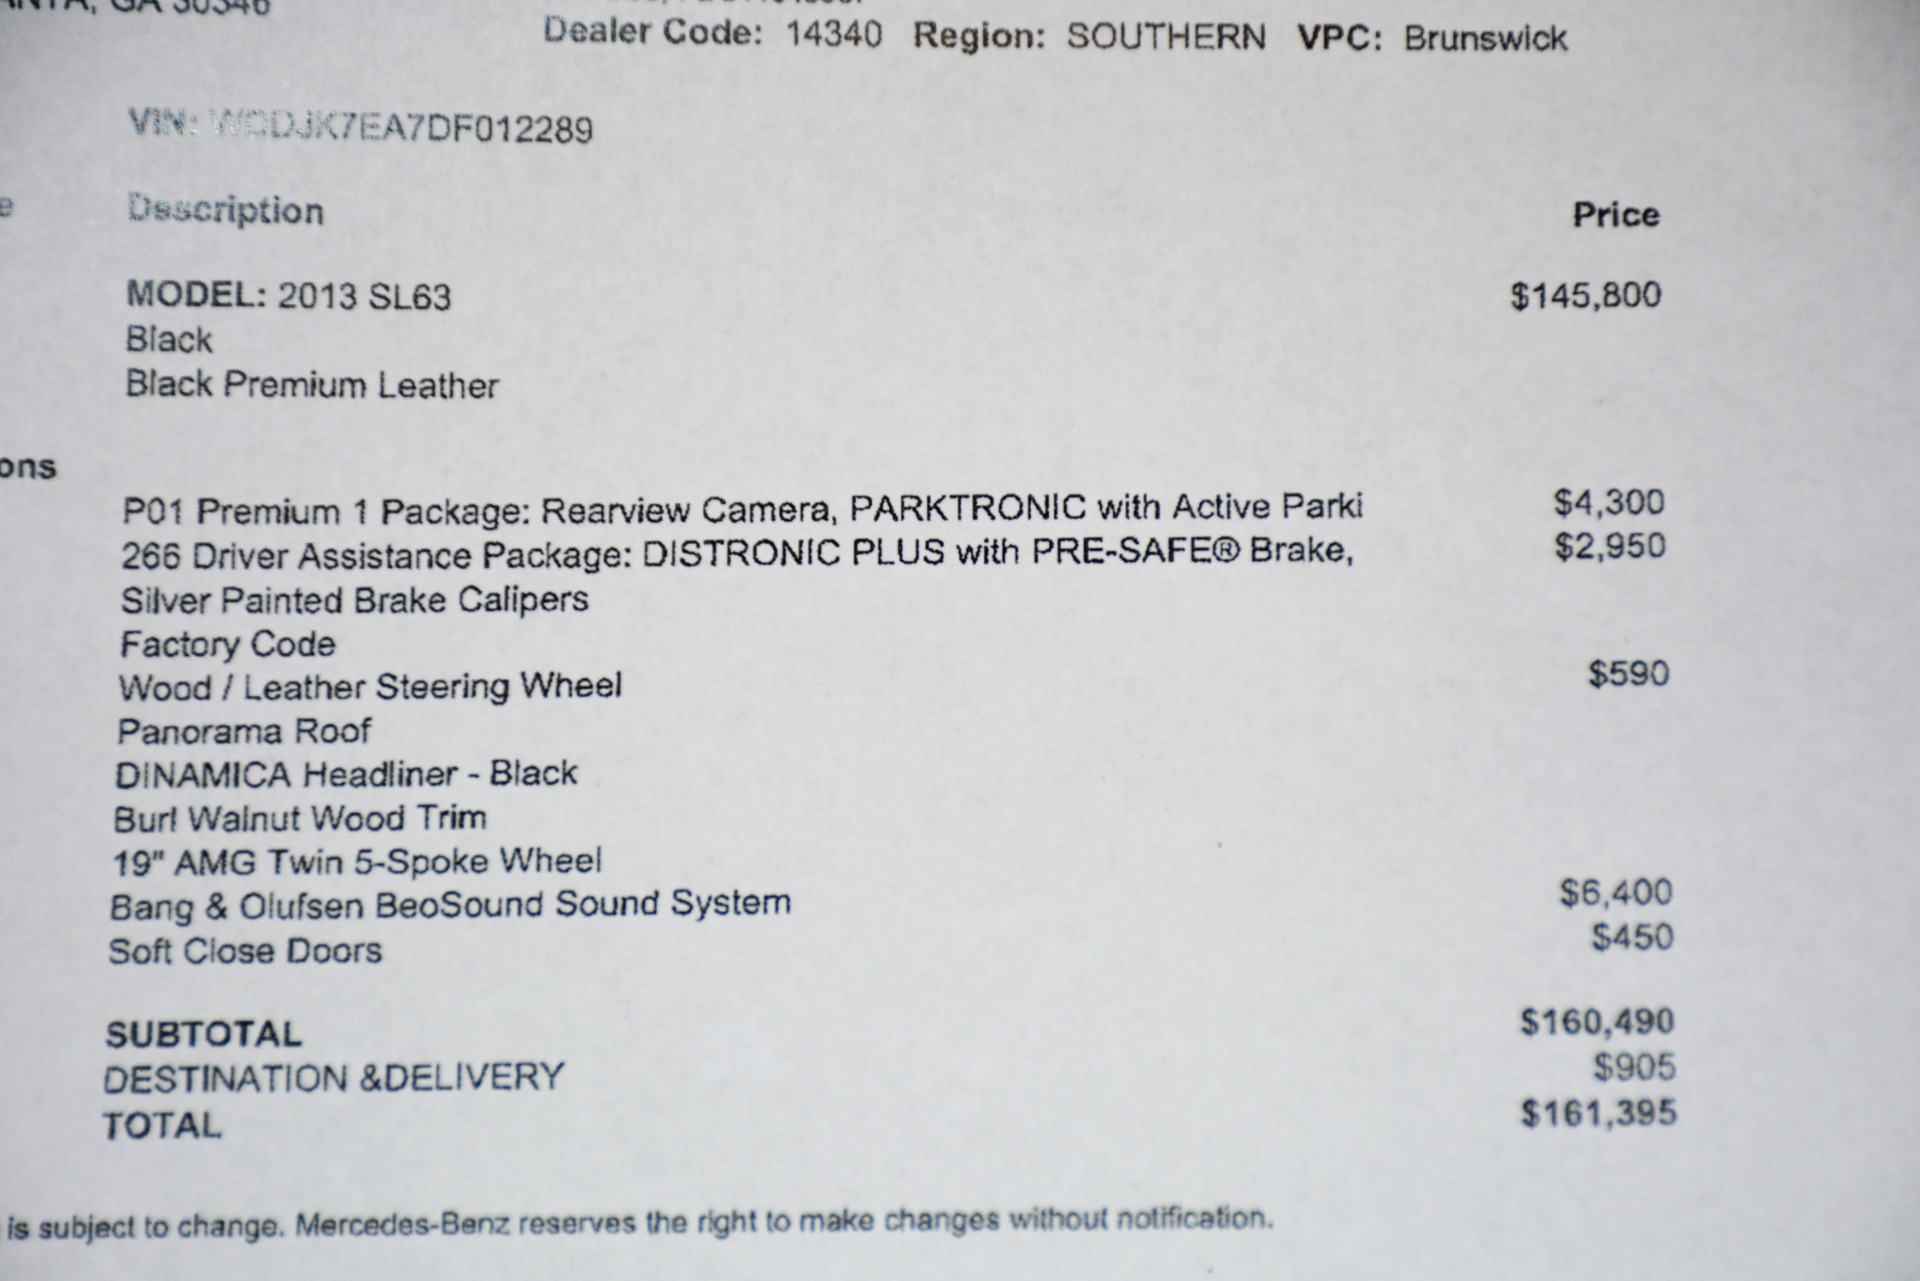 GA 30346
Dealer Code: 14340 Region: SOUTHERN VPC: Brunswick
VIN: WDDJK7EA7DF012289
Description Price
MODEL: 2013 SL63 $145,800
Black
Black Premium Leather
ons
P01 Premium 1 Package: Rearview Camera, PARKTRONIC with Active Parki $4,300
266 Driver Assistance Package: DISTRONIC PLUS with PRE-SAFE® Brake, $2,950
Silver Painted Brake Calipers
Factory Code
Wood / Leather Steering Wheel $590
Panorama Roof
DINAMICA Headliner - Black
Burl Walnut Wood Trim
19" AMG Twin 5-Spoke Wheel
Bang & Olufsen BeoSound Sound System $6,400
Soft Close Doors $450
SUBTOTAL $160,490
DESTINATION &DELIVERY $905
TOTAL $161,395
is subject to change. Mercedes-Benz reserves the right to make changes without notification.